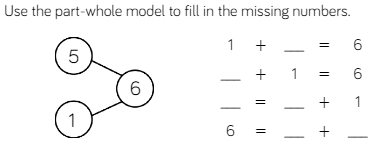 Use the part-whole model to fill in the missing numbers.
5
6
1
1 + __ = 6
__ + 1 = 6
__ = __ + 1
6 = __ + __